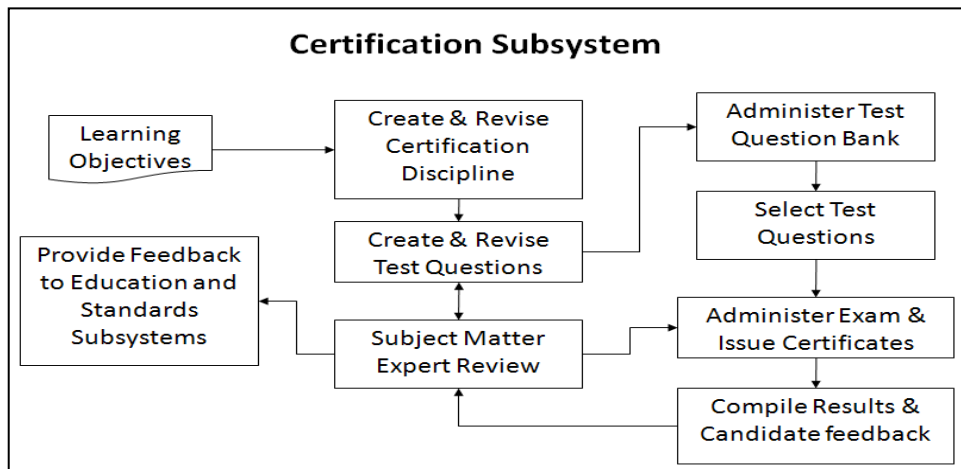 Certification Subsystem
Learning
Objectives
Create & Revise
Certification
Discipline
Administer Test
Question Bank
Create & Revise
Test Questions
Select Test
Questions
Provide Feedback
to Education and
Standards
Subsystems
Subject Matter
Expert Review
Administer Exam &
Issue Certificates
Compile Results &
Candidate feedback